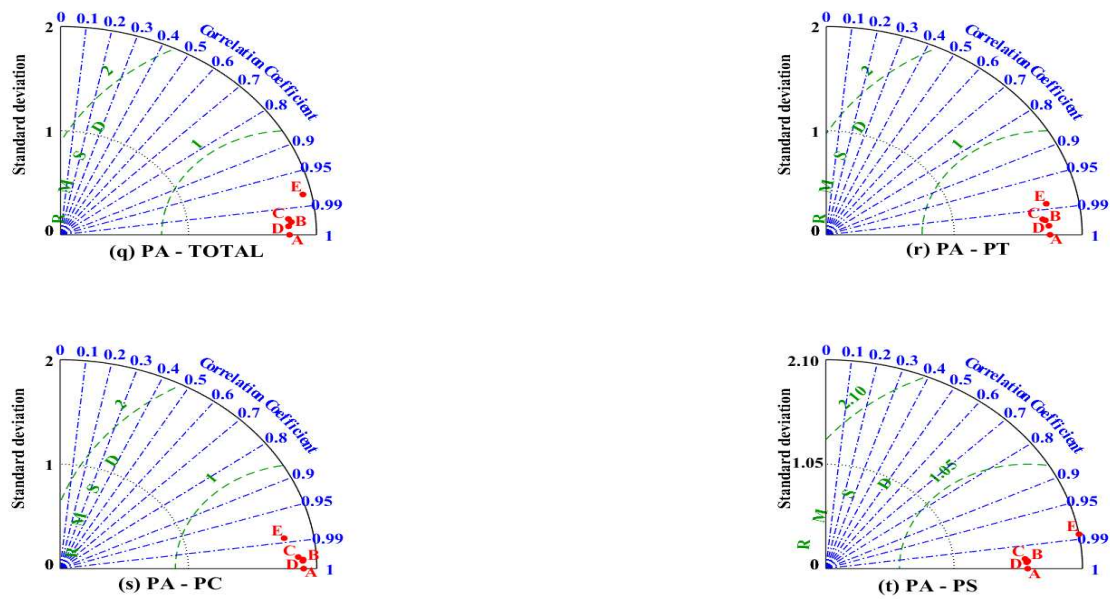 2
1
0
Standard deviation
0
0.1
0.2
0.3
0.4
0.5
0.6
0.7
0.8
0.9
0.95
0.99
1
Correlation Coefficient
2
1
R M S D
E
C
B
D
A
(q) PA - TOTAL
2
1
0
Standard deviation
0
0.1
0.2
0.3
0.4
0.5
0.6
0.7
0.8
0.9
0.95
0.99
1
Correlation Coefficient
2
1
R M S D
E
C
B
D
A
(r) PA - PT
2
1
0
Standard deviation
0
0.1
0.2
0.3
0.4
0.5
0.6
0.7
0.8
0.9
0.95
0.99
1
Correlation Coefficient
2
1
R M S D
E
C
B
D
A
(s) PA - PC
2.10
1.05
0
Standard deviation
0
0.1
0.2
0.3
0.4
0.5
0.6
0.7
0.8
0.9
0.95
0.99
1
Correlation Coefficient
2.10
1.05
R M S D
E
C
B
D
A
(t) PA - PS